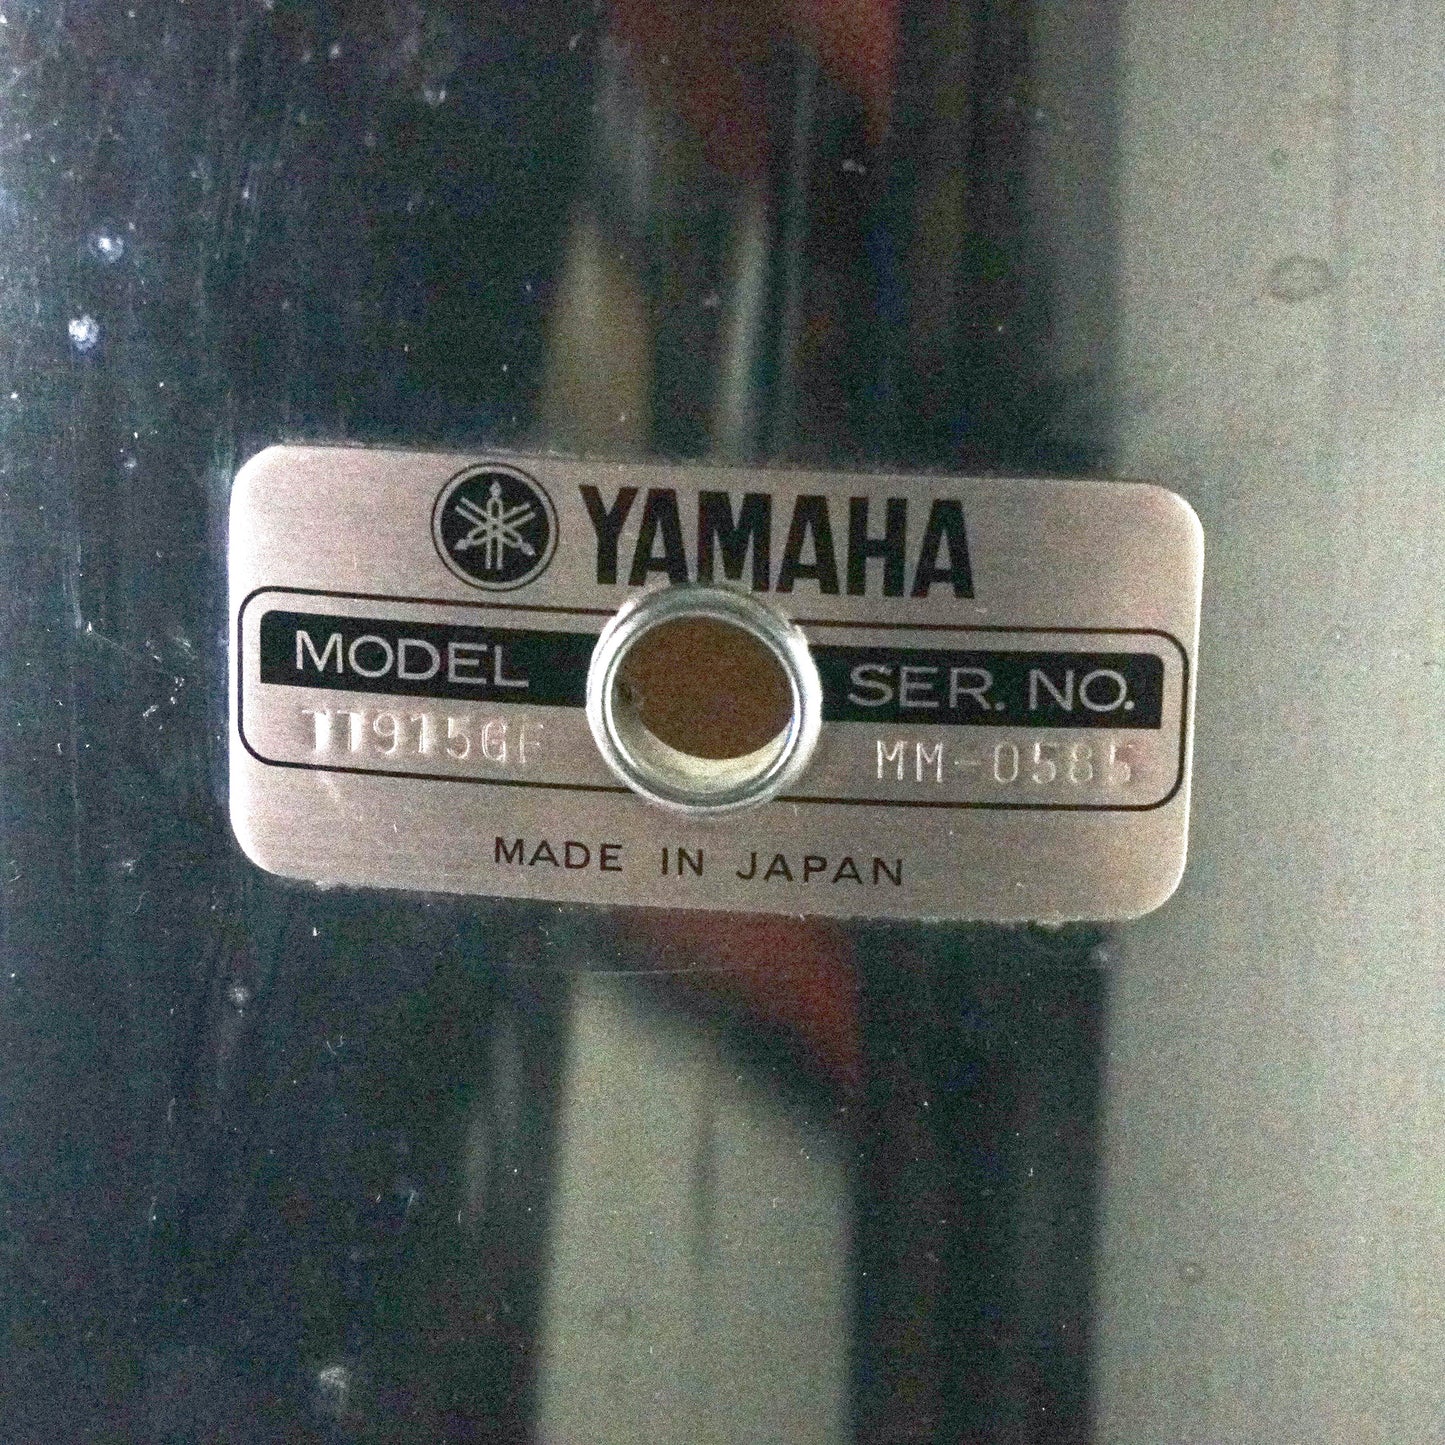 YAMAHA
MODEL SER. NO.
TT915GF MM-0585
MADE IN JAPAN